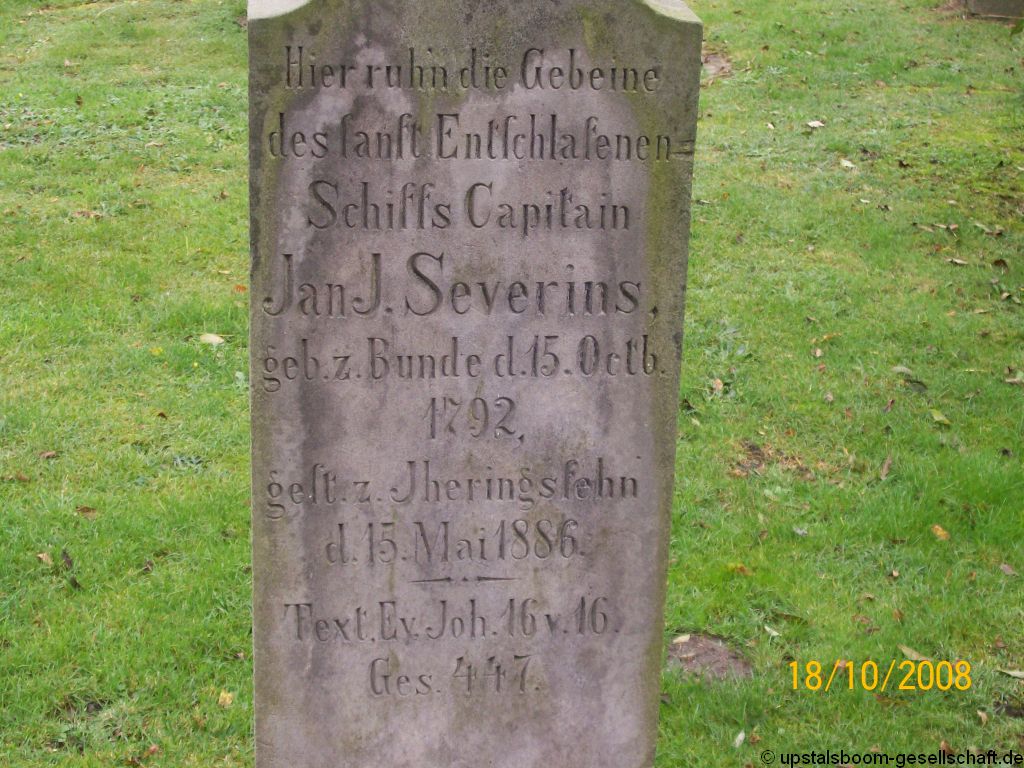 Hier ruh'n die Gebeine
des ſanft Entſchlafenen
Schiffs Capitain
Jan J. Severins,
geb. z. Bunde d. 15. Octb.
1792,
geſt. z. Jheringsfehn
d. 15. Mai 1886.
Text. Ev. Joh. 16 v. 16.
Ges. 447.
18/10/2008
© upstalsboom-gesellschaft.de